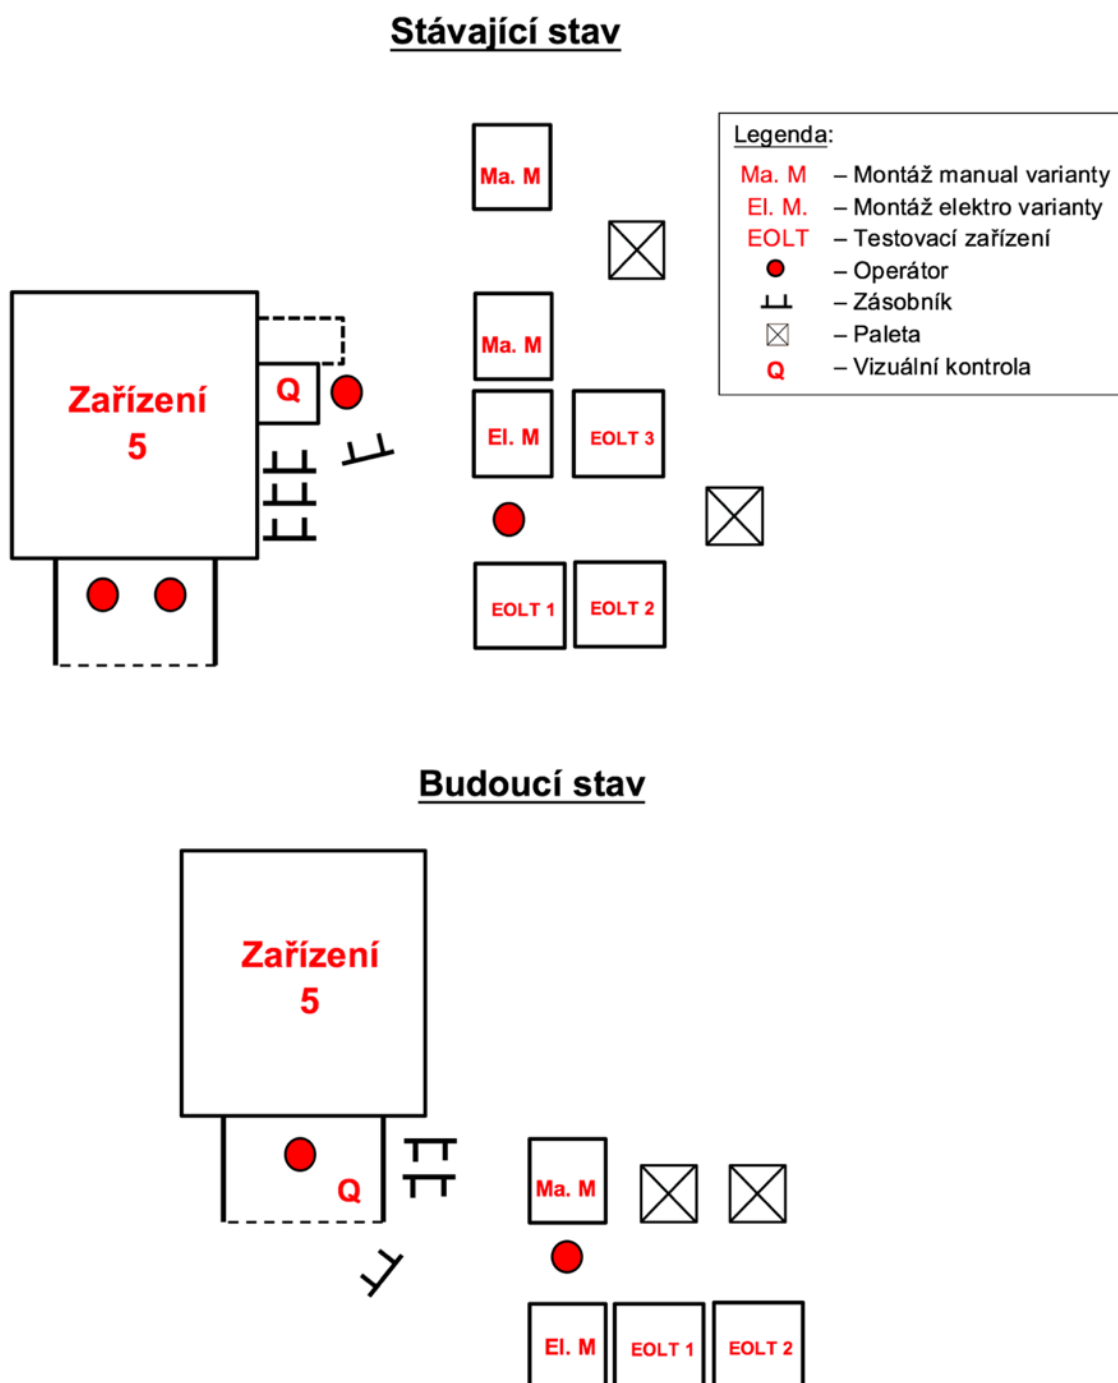 Stávající stav
Legenda:
Ma. M – Montáž manual varianty
El. M. – Montáž elektro varianty
EOLT – Testovací zařízení
– Operátor
– Zásobník
– Paleta
Q – Vizuální kontrola
Ma. M
Ma. M
Zařízení
5
Q
El. M
EOLT 3
EOLT 1
EOLT 2
Budoucí stav
Zařízení
5
Q
Ma. M
El. M
EOLT 1
EOLT 2